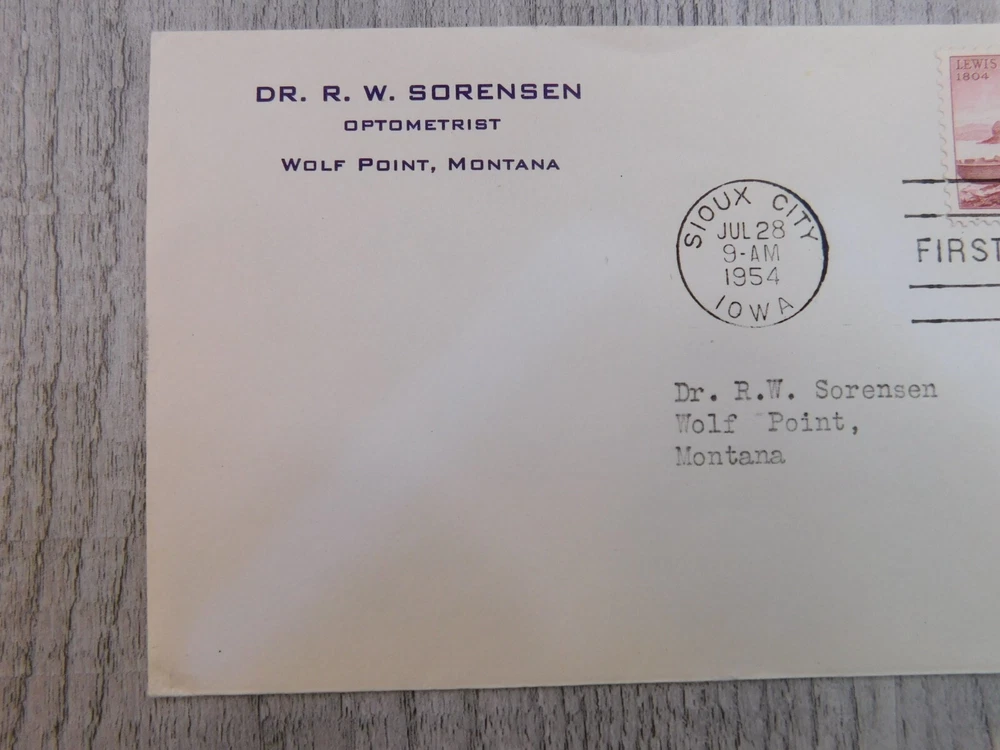 DR. R. W. SORENSEN
OPTOMETRIST
WOLF POINT, MONTANA
LEWIS
1804
SIOUX CITY
JUL 28
9-AM
1954
IOWA
FIRST
Dr. R.W. Sorensen
Wolf Point,
Montana